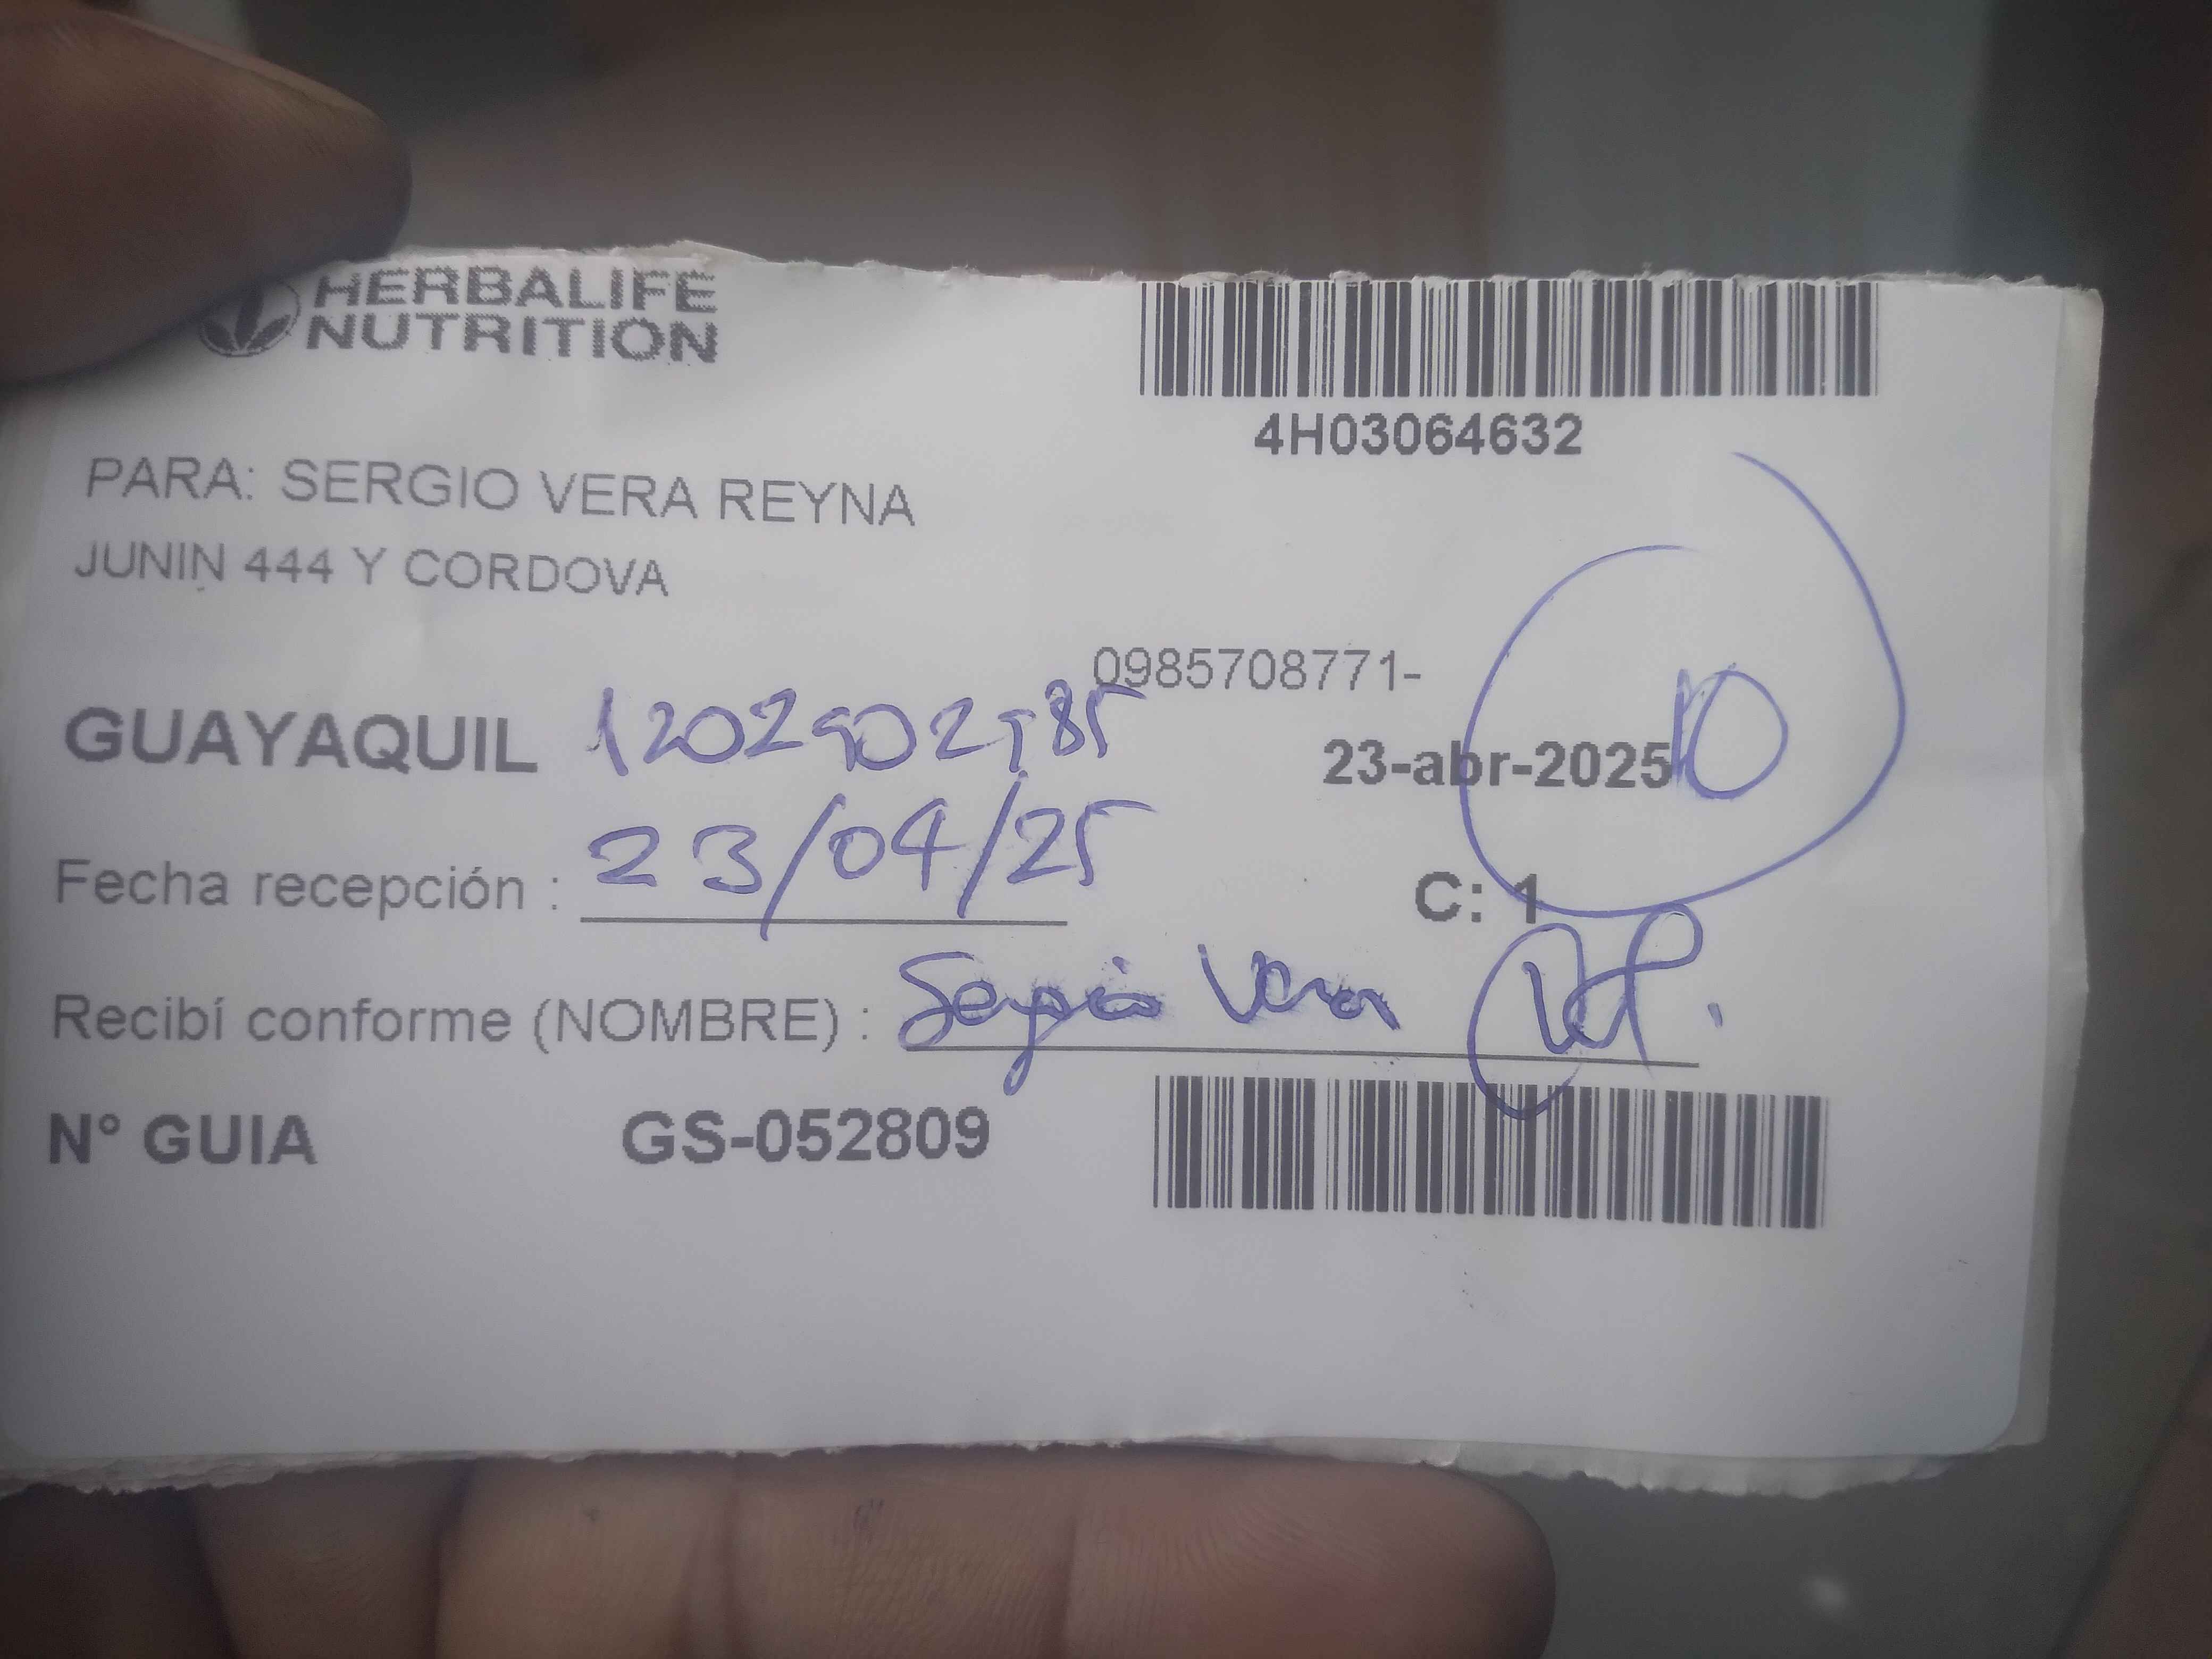 HERBALIFE
NUTRITION
4H03064632
PARA: SERGIO VERA REYNA
JUNIN 444 Y CORDOVA
0985708771-
GUAYAQUIL
23-abr-2025 10
Fecha recepción : 23/04/25
C: 1
Recibí conforme (NOMBRE) : Sergio Vera
N° GUIA GS-052809